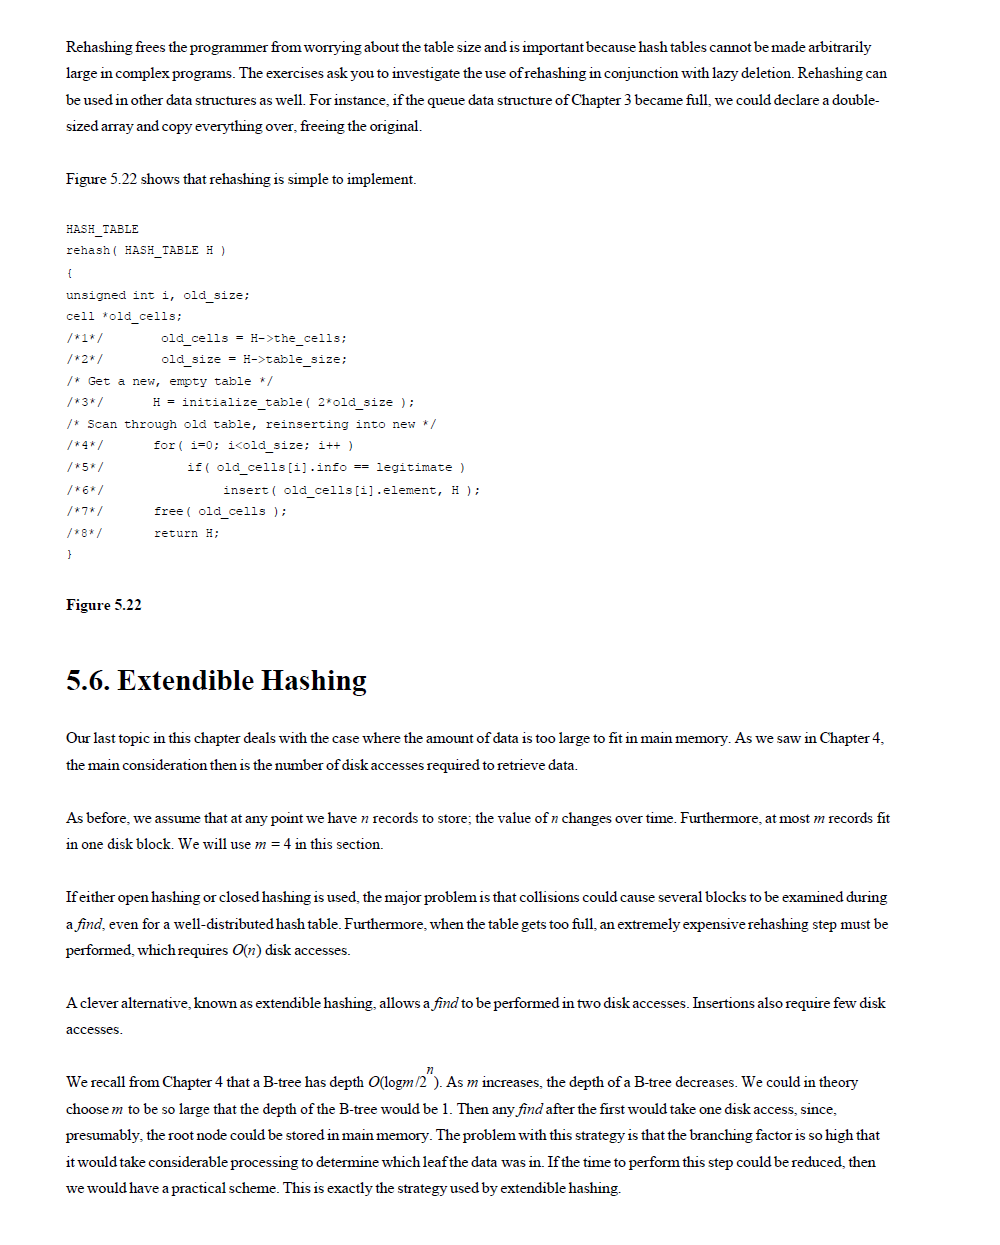 Rehashing frees the programmer from worrying about the table size and is important because hash tables cannot be made arbitrarily
large in complex programs. The exercises ask you to investigate the use of rehashing in conjunction with lazy deletion. Rehashing can
be used in other data structures as well. For instance, if the queue data structure of Chapter 3 became full, we could declare a double-
sized array and copy everything over, freeing the original.
Figure 5.22 shows that rehashing is simple to implement.
HASH_TABLE
rehash( HASH_TABLE H )
{
unsigned int i, old_size;
cell *old_cells;
/*1*/ old_cells = H->the_cells;
/*2*/ old_size = H->table_size;
/* Get a new, empty table */
/*3*/ H = initialize_table( 2*old_size );
/* Scan through old table, reinserting into new */
/*4*/ for( i=0; i<old_size; i++ )
/*5*/ if( old_cells[i].info == legitimate )
/*6*/ insert( old_cells[i].element, H );
/*7*/ free( old_cells );
/*8*/ return H;
}
Figure 5.22
5.6. Extendible Hashing
Our last topic in this chapter deals with the case where the amount of data is too large to fit in main memory. As we saw in Chapter 4,
the main consideration then is the number of disk accesses required to retrieve data.
As before, we assume that at any point we have n records to store; the value of n changes over time. Furthermore, at most m records fit
in one disk block. We will use m = 4 in this section.
If either open hashing or closed hashing is used, the major problem is that collisions could cause several blocks to be examined during
a find, even for a well-distributed hash table. Furthermore, when the table gets too full, an extremely expensive rehashing step must be
performed, which requires O(n) disk accesses.
A clever alternative, known as extendible hashing, allows a find to be performed in two disk accesses. Insertions also require few disk
accesses.
We recall from Chapter 4 that a B-tree has depth O(logm/2ⁿ). As m increases, the depth of a B-tree decreases. We could in theory
choose m to be so large that the depth of the B-tree would be 1. Then any find after the first would take one disk access, since,
presumably, the root node could be stored in main memory. The problem with this strategy is that the branching factor is so high that
it would take considerable processing to determine which leaf the data was in. If the time to perform this step could be reduced, then
we would have a practical scheme. This is exactly the strategy used by extendible hashing.